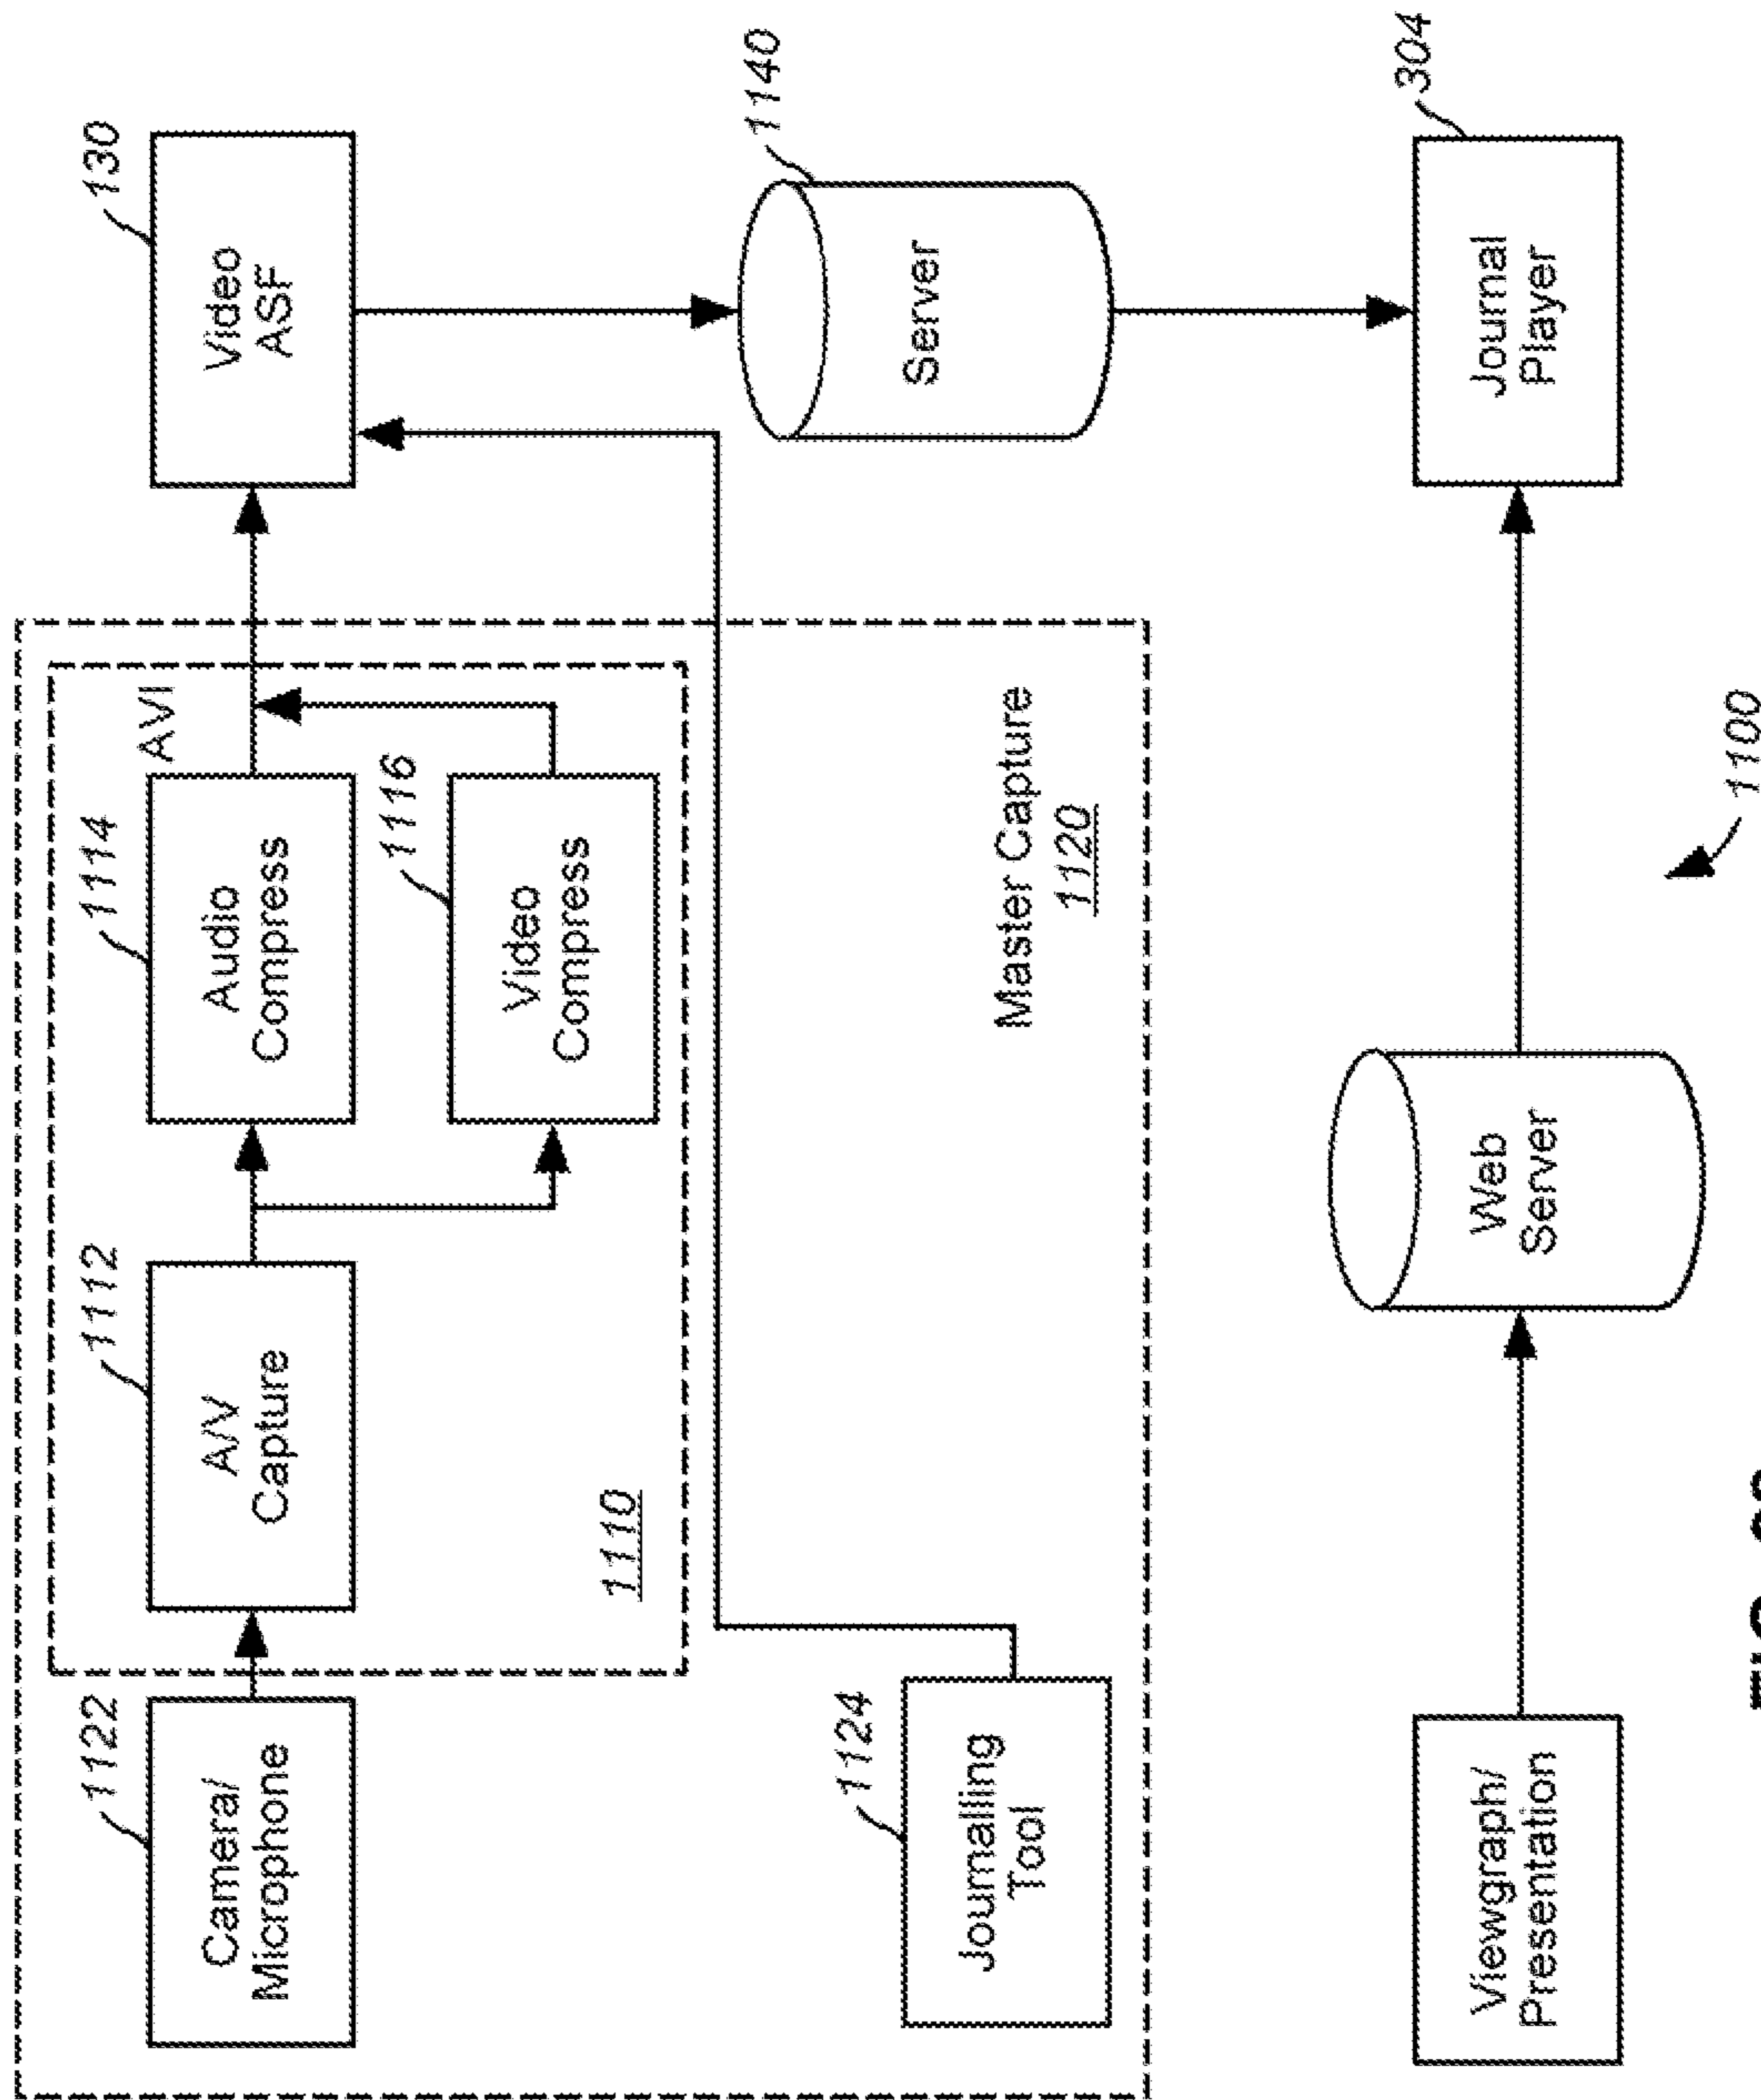 1122
Camera/
Microphone
1112
A/V
Capture
1114
Audio
Compress
AVI
1116
Video
Compress
1110
130
Video
ASF
1124
Journalling
Tool
Master Capture
1120
Server
1140
Viewgraph/
Presentation
Web
Server
Journal
Player
304
1100